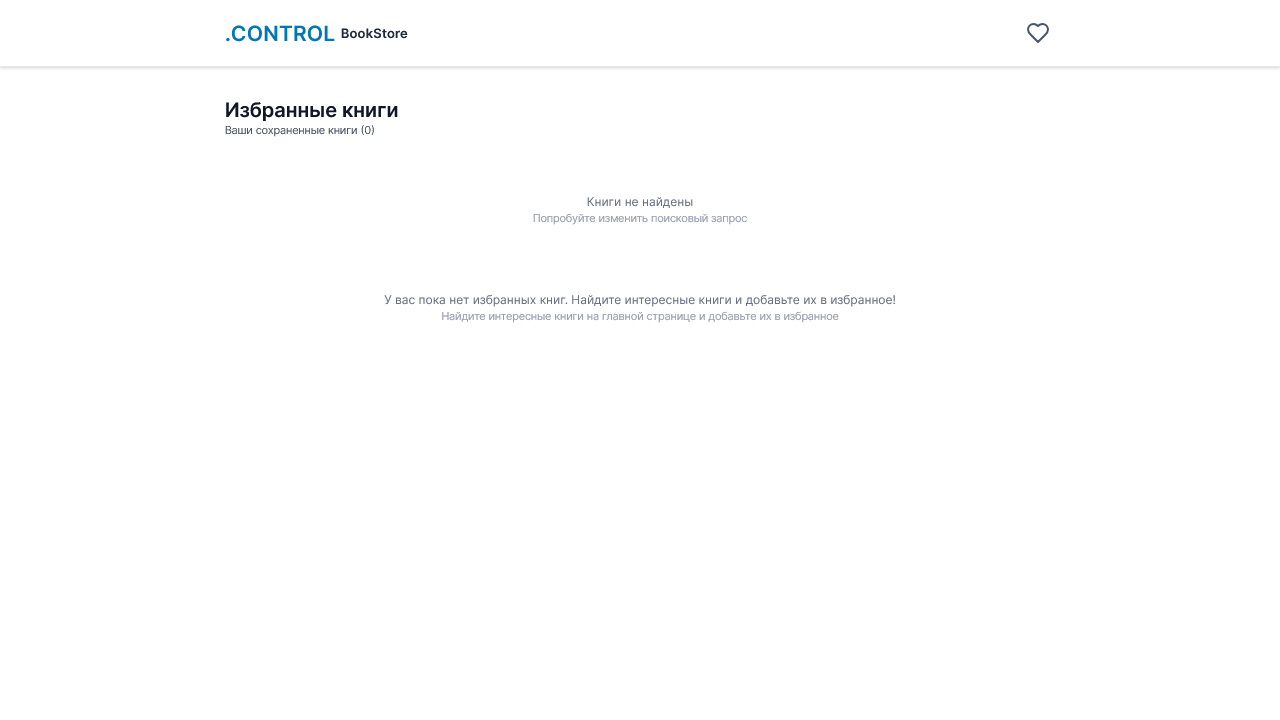 .CONTROL BookStore
Избранные книги
Ваши сохраненные книги (0)
Книги не найдены
Попробуйте изменить поисковый запрос
У вас пока нет избранных книг. Найдите интересные книги и добавьте их в избранное!
Найдите интересные книги на главной странице и добавьте их в избранное